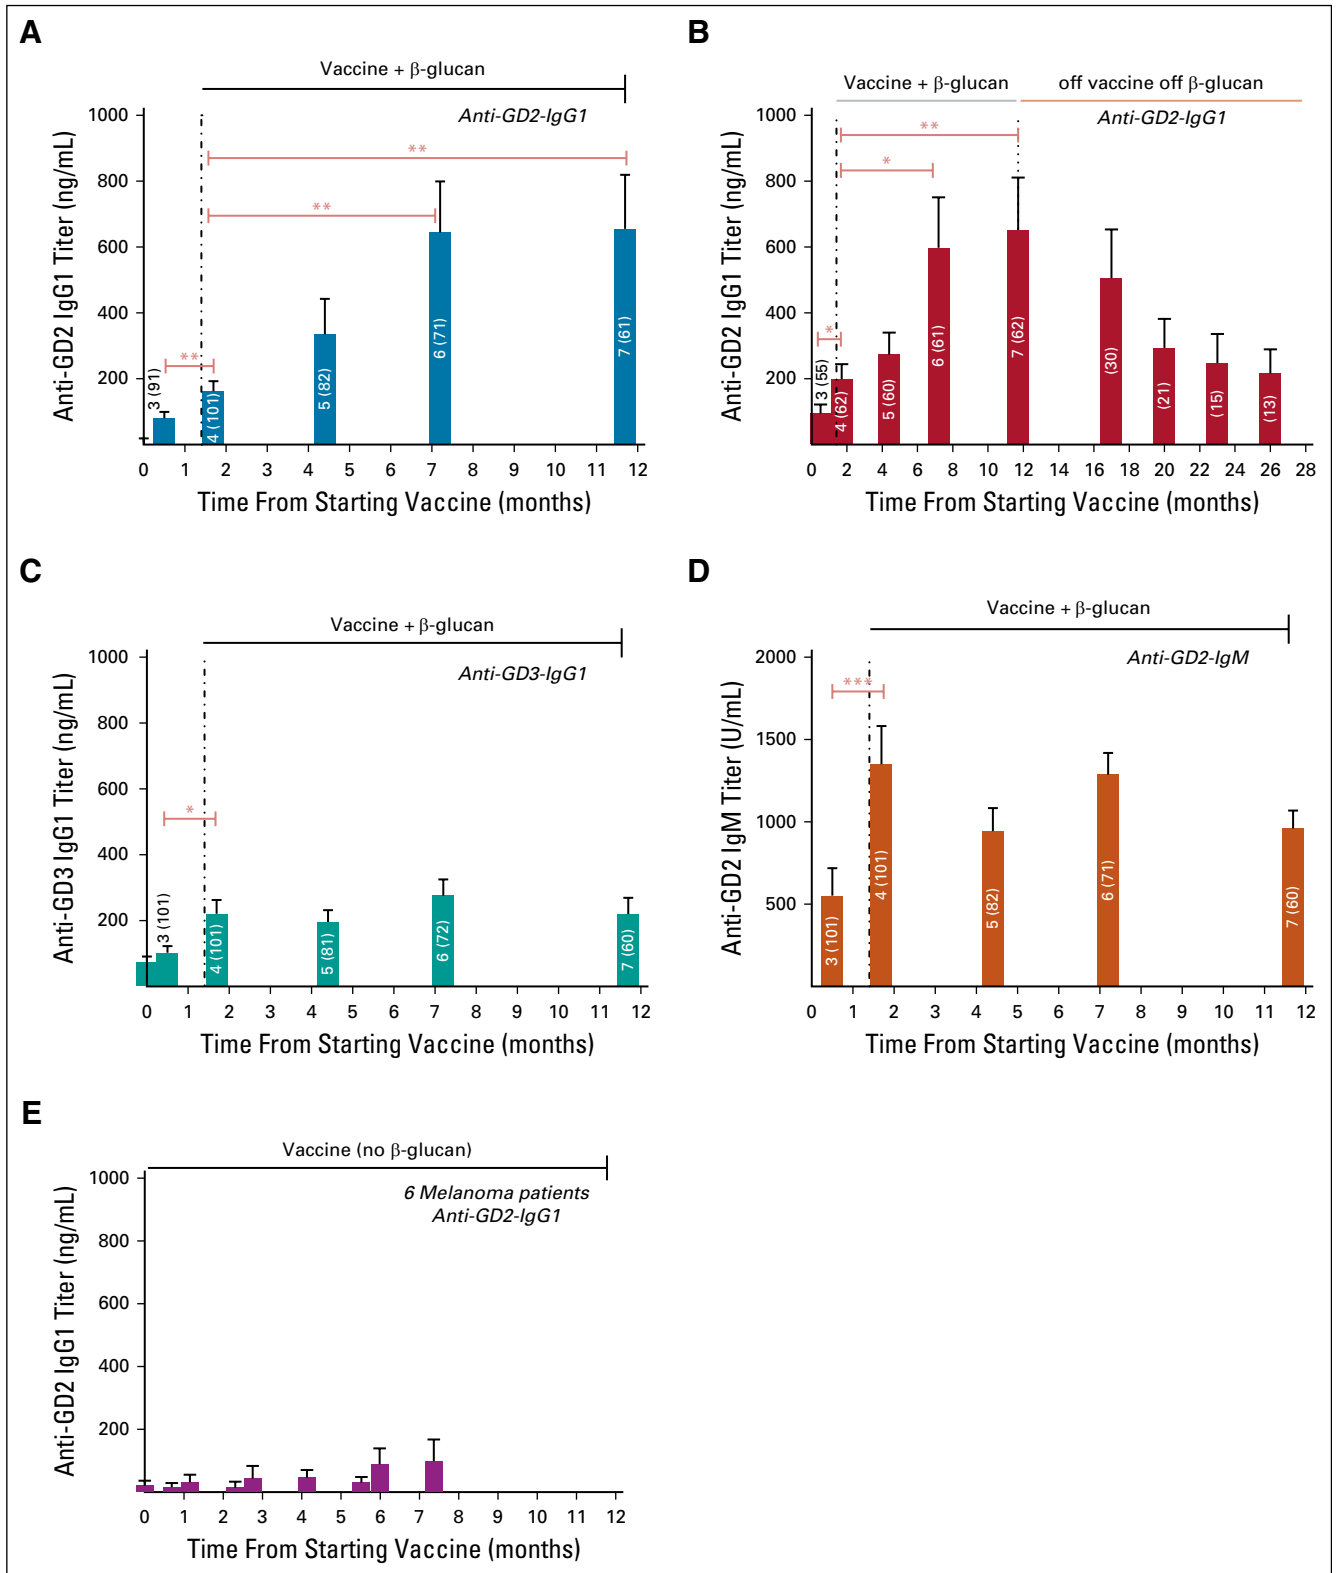 A
Vaccine + β-glucan
Anti-GD2-IgG1
Anti-GD2 IgG1 Titer (ng/mL)
1000
800
600
400
200
**
**
**
3 (91)
4 (101)
5 (82)
6 (71)
7 (61)
0 1 2 3 4 5 6 7 8 9 10 11 12
Time From Starting Vaccine (months)
B
Vaccine + β-glucan
off vaccine off β-glucan
Anti-GD2-IgG1
Anti-GD2 IgG1 Titer (ng/mL)
1000
800
600
400
200
**
*
*
3 (55)
4 (62)
5 (60)
6 (61)
7 (62)
(30)
(21)
(15)
(13)
0 2 4 6 8 10 12 14 16 18 20 22 24 26 28
Time From Starting Vaccine (months)
C
Vaccine + β-glucan
Anti-GD3-IgG1
Anti-GD3 IgG1 Titer (ng/mL)
1000
800
600
400
200
*
3 (101)
4 (101)
5 (81)
6 (72)
7 (60)
0 1 2 3 4 5 6 7 8 9 10 11 12
Time From Starting Vaccine (months)
D
Vaccine + β-glucan
Anti-GD2-IgM
Anti-GD2 IgM Titer (U/mL)
2000
1500
1000
500
***
3 (101)
4 (101)
5 (82)
6 (71)
7 (60)
0 1 2 3 4 5 6 7 8 9 10 11 12
Time From Starting Vaccine (months)
E
Vaccine (no β-glucan)
6 Melanoma patients
Anti-GD2-IgG1
Anti-GD2 IgG1 Titer (ng/mL)
1000
800
600
400
200
0 1 2 3 4 5 6 7 8 9 10 11 12
Time From Starting Vaccine (months)